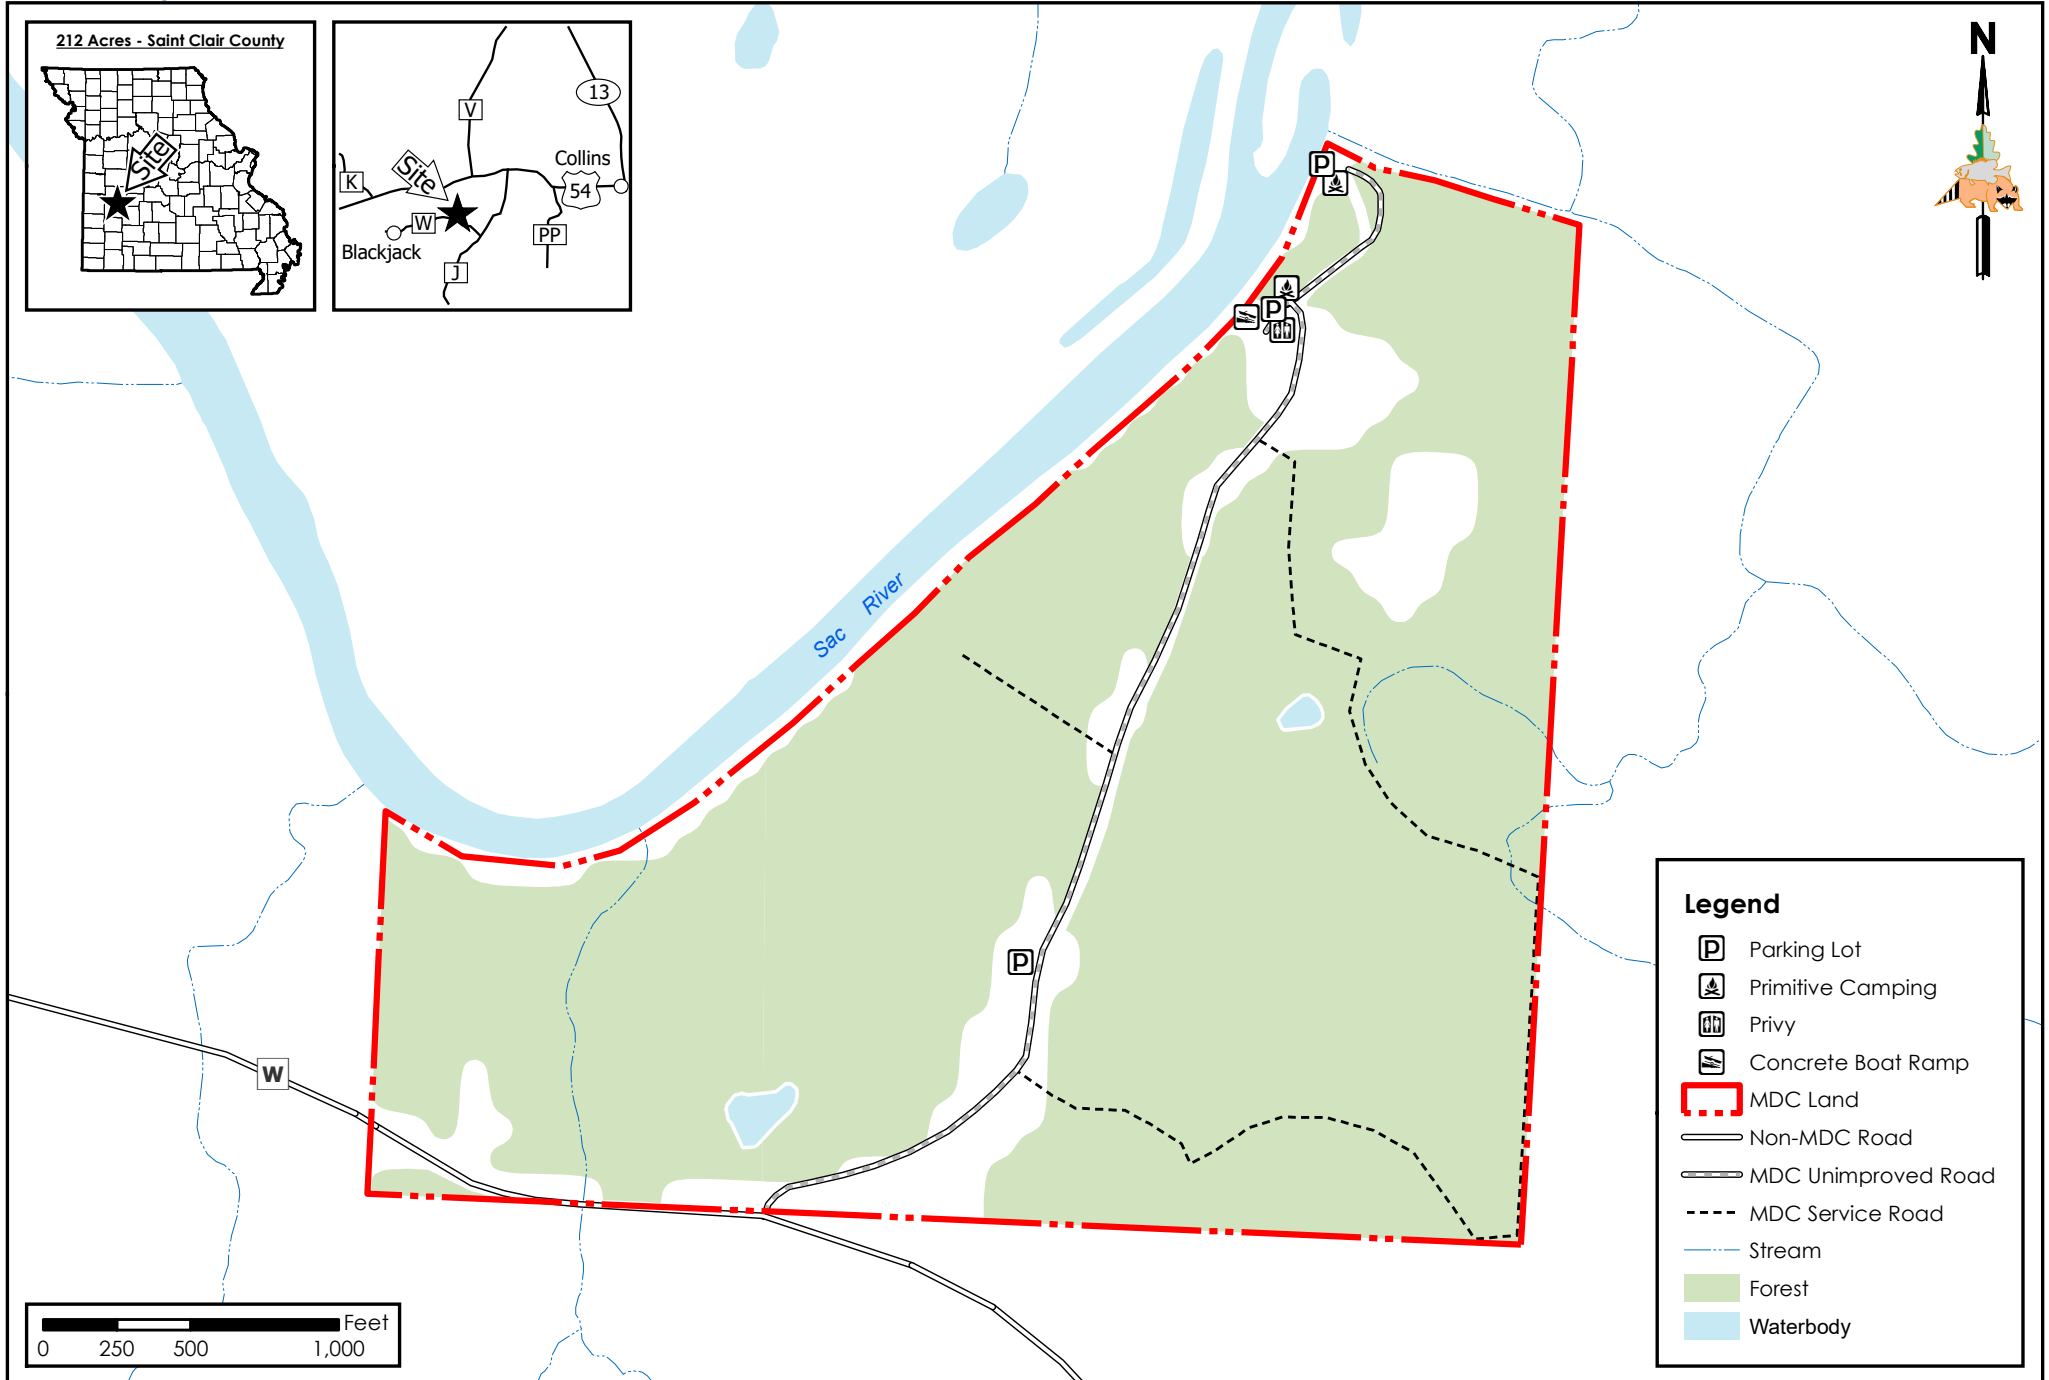 212 Acres - Saint Clair County
Site
V
13
K
Site
Collins
54
W
Blackjack
PP
J
N
P
P
Sac River
P
W
Legend
P Parking Lot
Primitive Camping
Privy
Concrete Boat Ramp
MDC Land
Non-MDC Road
MDC Unimproved Road
MDC Service Road
Stream
Forest
Waterbody
Feet
0 250 500 1,000